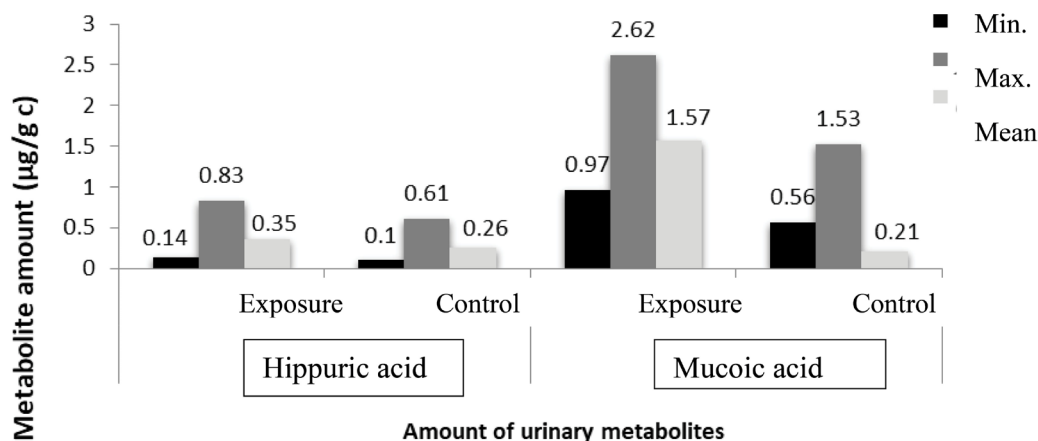 Metabolite amount (µg/g c)
3
2.5
2
1.5
1
0.5
0
0.14
0.83
0.35
0.1
0.61
0.26
0.97
2.62
1.57
0.56
1.53
0.21
Min.
Max.
Mean
Exposure Control Exposure Control
Hippuric acid Mucoic acid
Amount of urinary metabolites